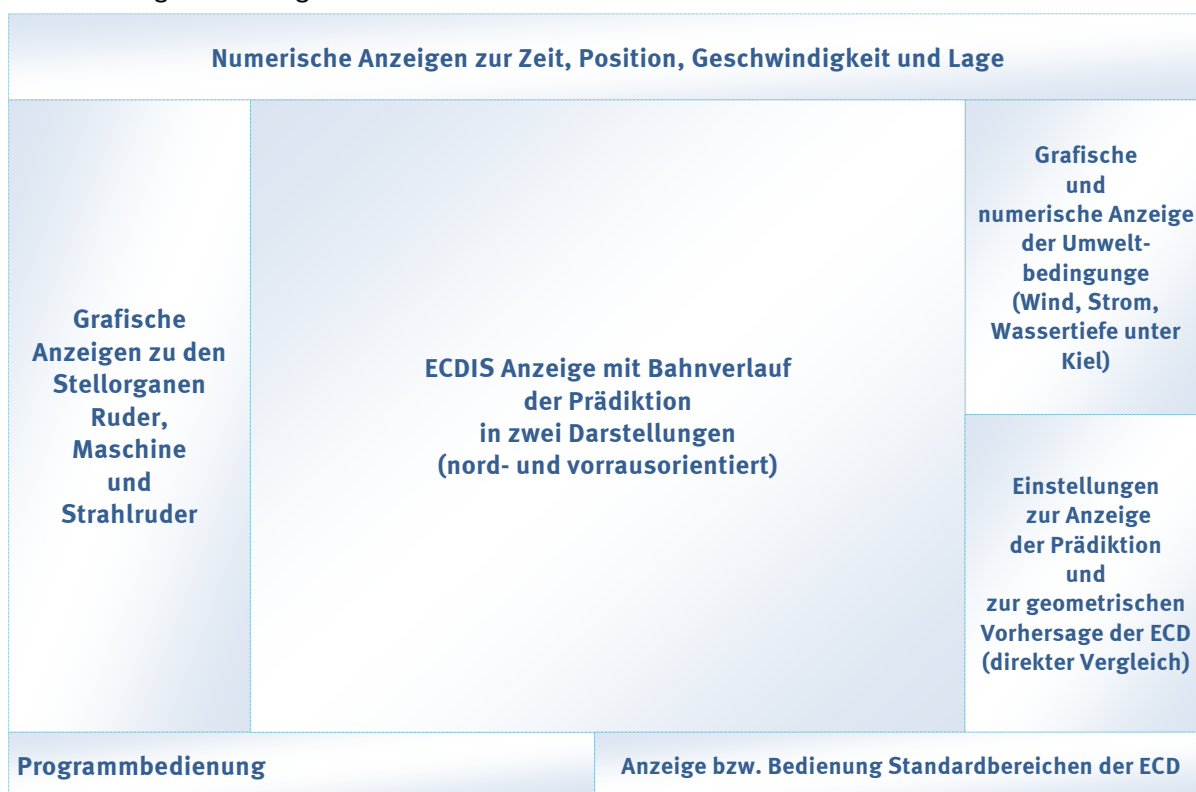 Numerische Anzeigen zur Zeit, Position, Geschwindigkeit und Lage
Grafische
Anzeigen zu den
Stellorganen
Ruder,
Maschine
und
Strahlruder
ECDIS Anzeige mit Bahnverlauf
der Prädiktion
in zwei Darstellungen
(nord- und vorrausorientiert)
Grafische
und
numerische Anzeige
der Umwelt-
bedingunge
(Wind, Strom,
Wassertiefe unter
Kiel)
Einstellungen
zur Anzeige
der Prädiktion
und
zur geometrischen
Vorhersage der ECD
(direkter Vergleich)
Programmbedienung
Anzeige bzw. Bedienung Standardbereichen der ECD